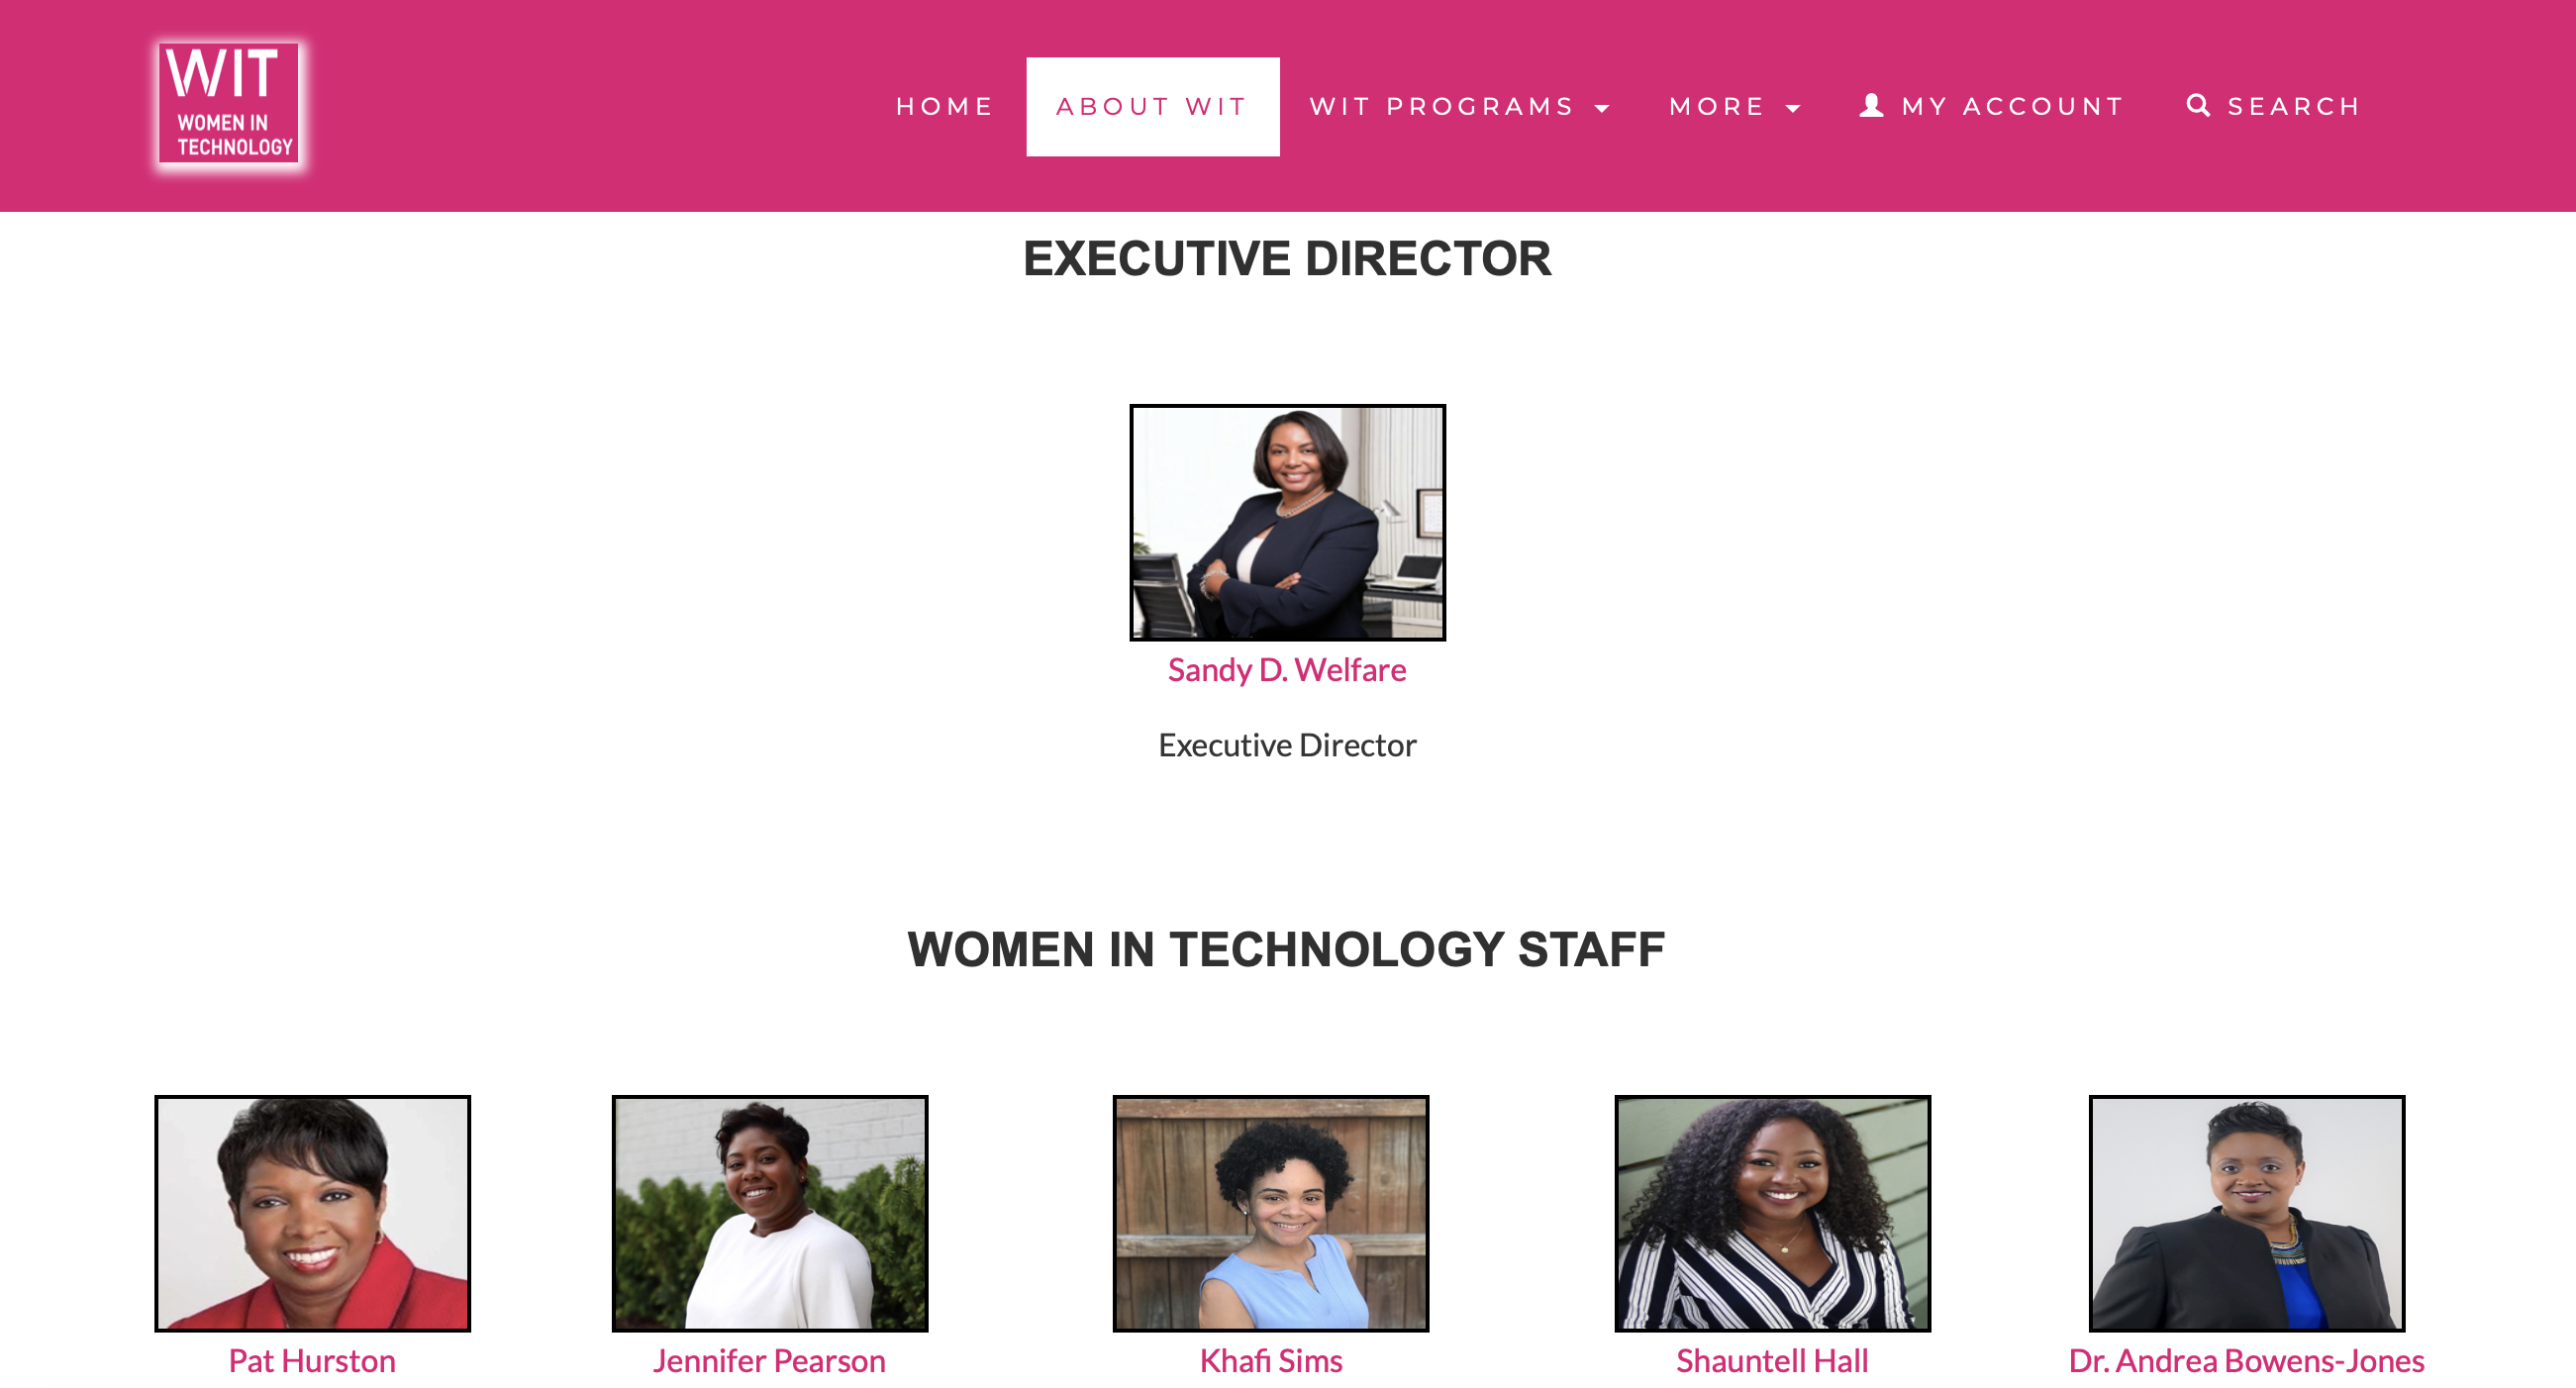 WIT
WOMEN IN
TECHNOLOGY
HOME ABOUT WIT WIT PROGRAMS MORE MY ACCOUNT SEARCH
EXECUTIVE DIRECTOR
Sandy D. Welfare
Executive Director
WOMEN IN TECHNOLOGY STAFF
Pat Hurston
Jennifer Pearson
Khafi Sims
Shauntell Hall
Dr. Andrea Bowens-Jones